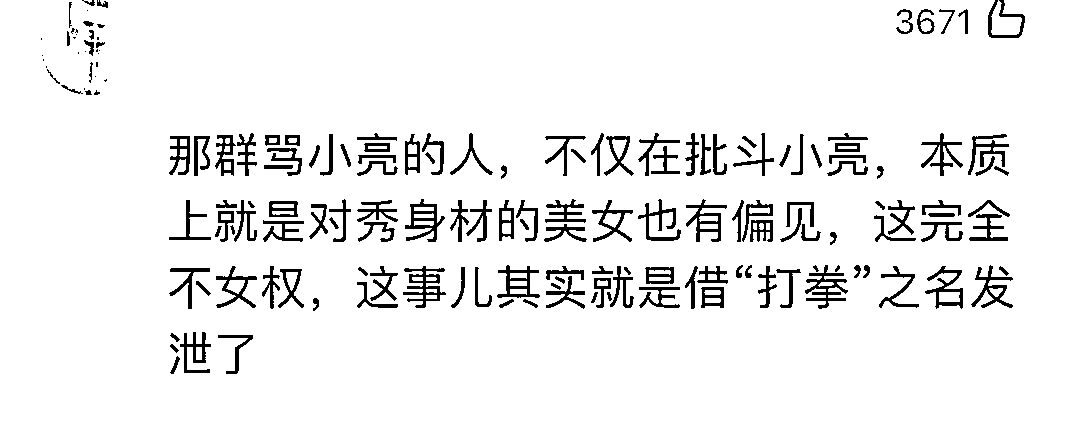 3671
那群骂小亮的人，不仅在批斗小亮，本质
上就是对秀身材的美女也有偏见，这完全
不女权，这事儿其实就是借“打拳”之名发
泄了